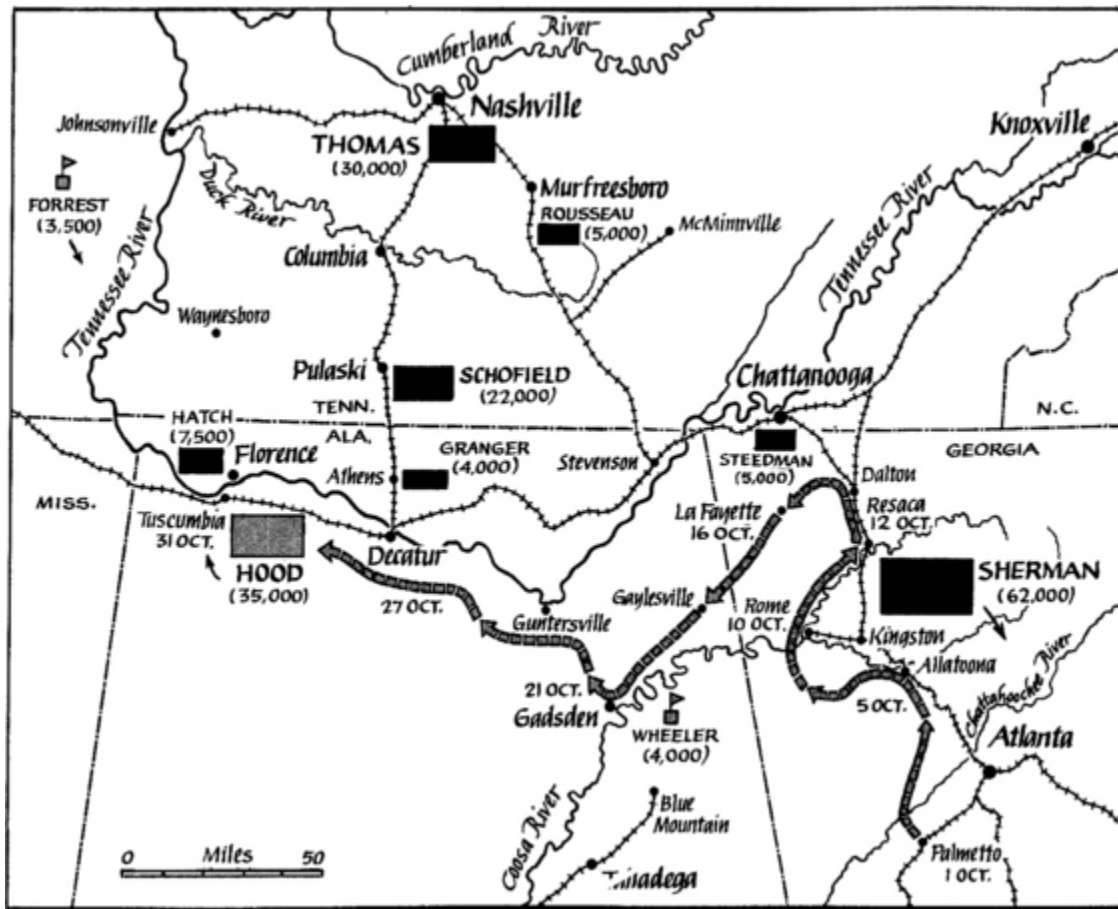 Cumberland River
Nashville
Johnsonville
THOMAS
(30,000)
Knoxville
FORREST
(3,500)
Duck River
Murfreesboro
ROUSSEAU
(5,000)
McMinnville
Tennessee River
Tennessee River
Columbia
Waynesboro
Pulaski
SCHOFIELD
(22,000)
Chattanooga
TENN.
ALA.
N.C.
GEORGIA
HATCH
(7,500)
Florence
GRANGER
(4,000)
Athens
Stevenson
STEEDMAN
(5,000)
Dalton
MISS.
Tuscumbia
31 OCT.
La Fayette
16 OCT.
Resaca
12 OCT.
Decatur
HOOD
(35,000)
SHERMAN
(62,000)
27 OCT.
Guntersville
Gaylesville
Rome
10 OCT.
Kingston
Allatoona
21 OCT.
Gadsden
5 OCT.
Chattahoochee River
WHEELER
(4,000)
Atlanta
Blue
Mountain
Coosa River
0 Miles 50
Palmetto
1 OCT.